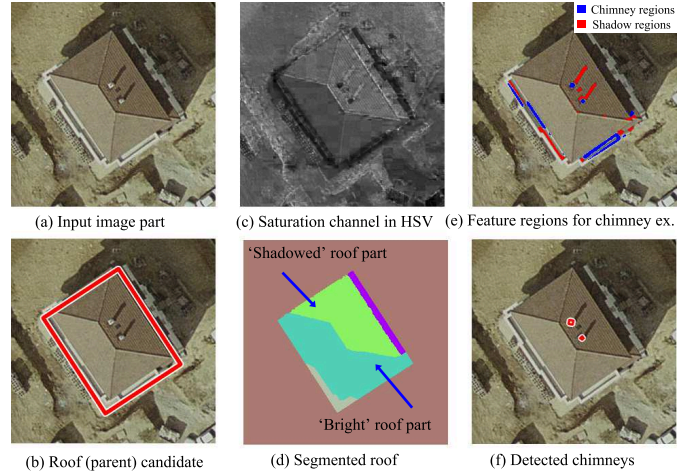 Chimney regions
Shadow regions
(a) Input image part
(c) Saturation channel in HSV
(e) Feature regions for chimney ex.
'Shadowed' roof part
'Bright' roof part
(b) Roof (parent) candidate
(d) Segmented roof
(f) Detected chimneys